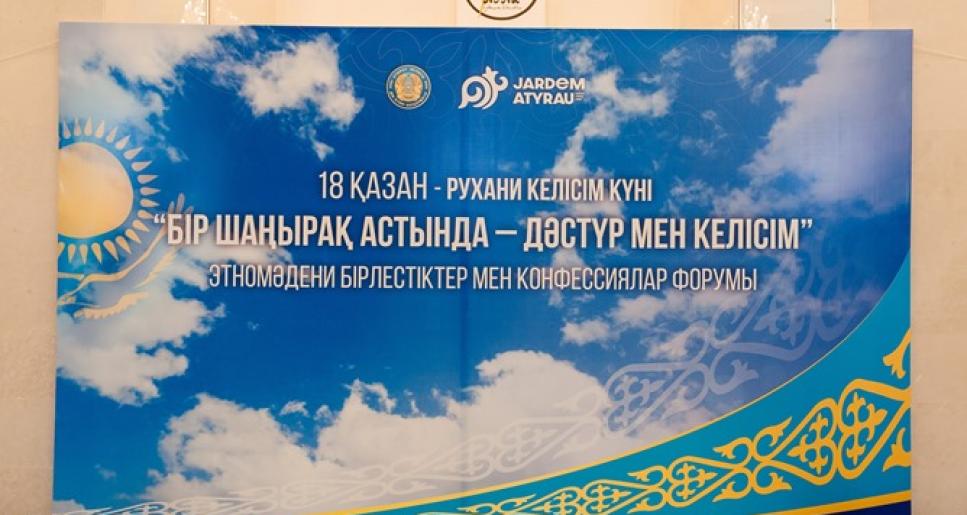 JARDEM
ATYRAU
18 ҚАЗАН - РУХАНИ КЕЛІСІМ КҮНІ
“БІР ШАҢЫРАҚ АСТЫНДА – ДӘСТҮР МЕН КЕЛІСІМ”
ЭТНОМӘДЕНИ БІРЛЕСТІКТЕР МЕН КОНФЕССИЯЛАР ФОРУМЫ